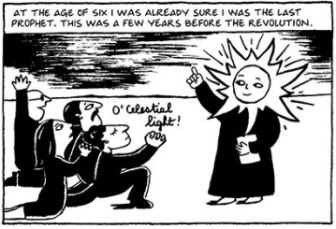 AT THE AGE OF SIX I WAS ALREADY SURE I WAS THE LAST
PROPHET. THIS WAS A FEW YEARS BEFORE THE REVOLUTION.
O' Celestial
light!